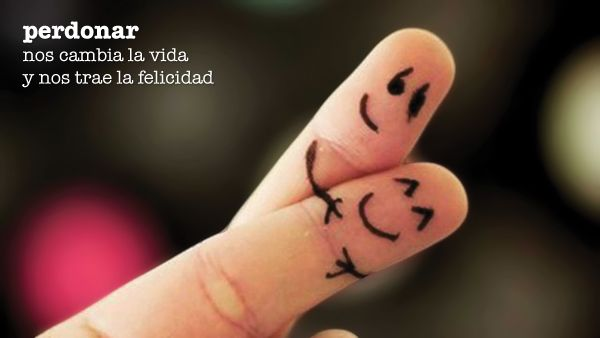 perdonar
nos cambia la vida
y nos trae la felicidad